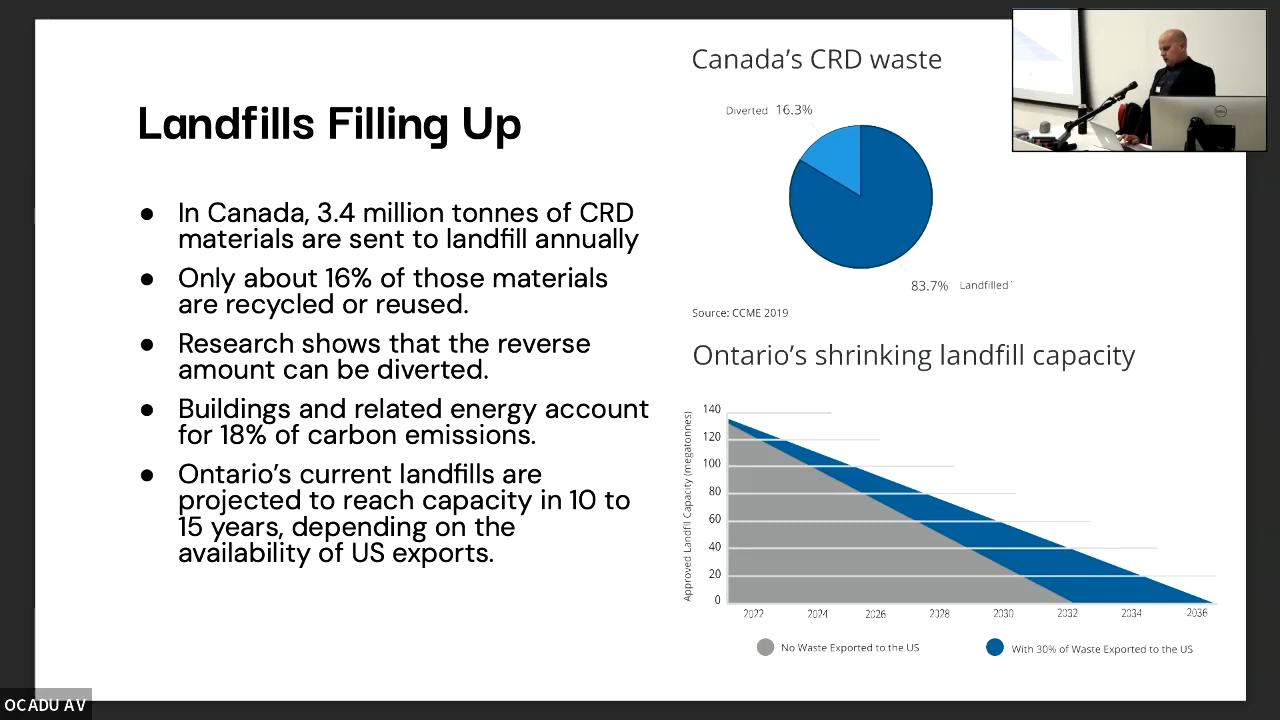 Landfills Filling Up
● In Canada, 3.4 million tonnes of CRD
materials are sent to landfill annually
● Only about 16% of those materials
are recycled or reused.
● Research shows that the reverse
amount can be diverted.
● Buildings and related energy account
for 18% of carbon emissions.
● Ontario's current landfills are
projected to reach capacity in 10 to
15 years, depending on the
availability of US exports.
Canada's CRD waste
Diverted 16.3%
83.7% Landfilled
Source: CCME 2019
Ontario's shrinking landfill capacity
Approved Landfill Capacity (megatonnes)
140
120
100
80
60
40
20
0
2022 2024 2026 2028 2030 2032 2034 2036
No Waste Exported to the US
With 30% of Waste Exported to the US
DELL
OCADU AV